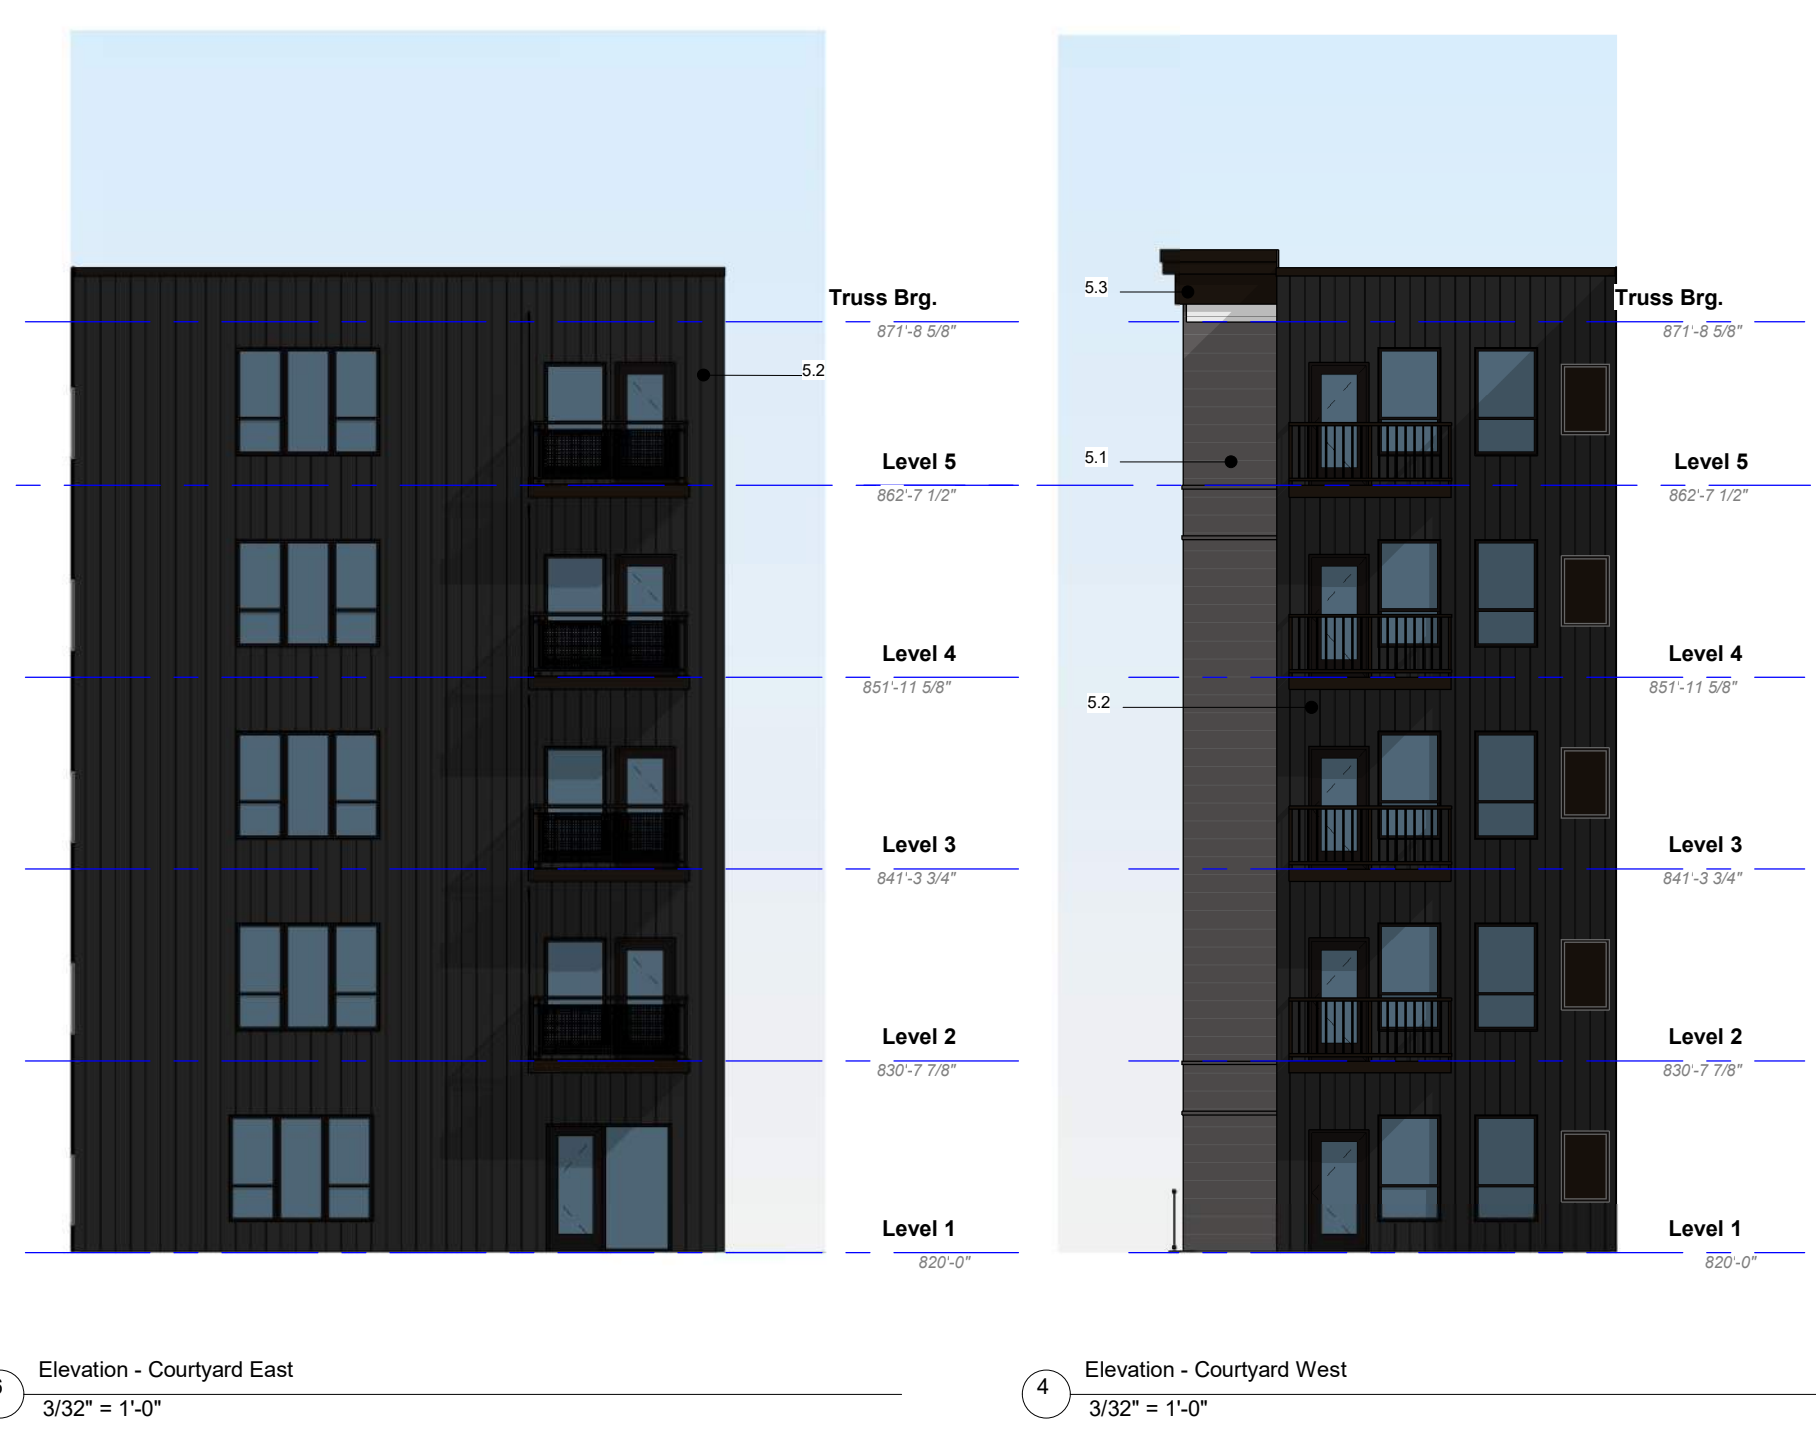 Truss Brg.
871'-8 5/8"
5.2
Level 5
862'-7 1/2"
Level 4
851'-11 5/8"
Level 3
841'-3 3/4"
Level 2
830'-7 7/8"
Level 1
820'-0"
Elevation - Courtyard East
3/32" = 1'-0"
5.3
Truss Brg.
871'-8 5/8"
5.1
Level 5
862'-7 1/2"
Level 4
851'-11 5/8"
5.2
Level 3
841'-3 3/4"
Level 2
830'-7 7/8"
Level 1
820'-0"
4
Elevation - Courtyard West
3/32" = 1'-0"